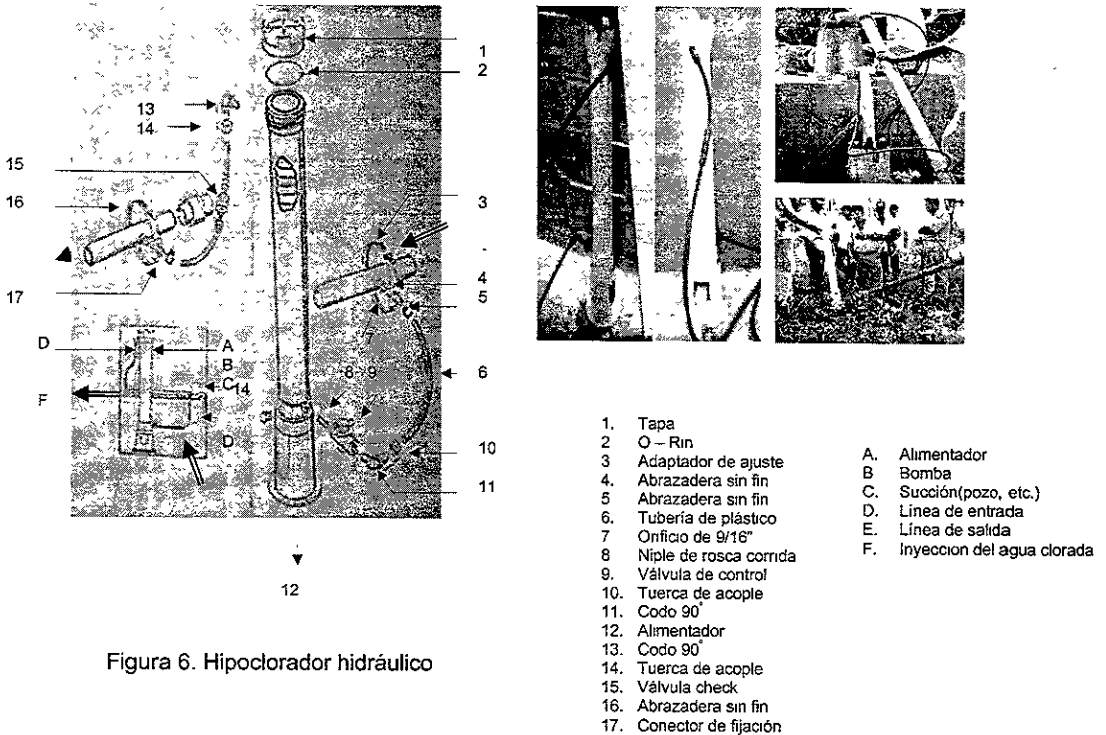 1
2
13
14
15
16
3
4
5
17
7
D
A
B
8
9
6
C
14
F
D
10
11
12
Figura 6. Hipoclorador hidráulico
1. Tapa
2 O – Rin
3 Adaptador de ajuste
4. Abrazadera sin fin
5 Abrazadera sin fin
6. Tubería de plástico
7 Orificio de 9/16"
8 Niple de rosca corrida
9. Válvula de control
10. Tuerca de acople
11. Codo 90°
12. Alimentador
13. Codo 90°
14. Tuerca de acople
15. Válvula check
16. Abrazadera sin fin
17. Conector de fijación
A. Alimentador
B Bomba
C. Succión(pozo, etc.)
D. Línea de entrada
E. Línea de salida
F. Inyeccion del agua clorada